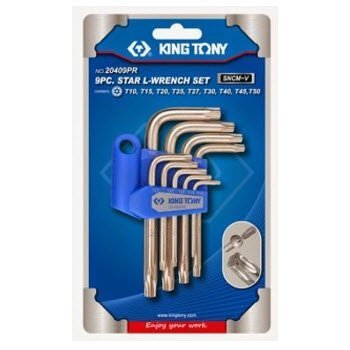 KING TONY
NO.20409PR
9PC. STAR L-WRENCH SET
SNCM-V
T10, T15, T20, T25, T27, T30, T40, T45, T50
KING TONY
www.kingtony.com
Enjoy your work